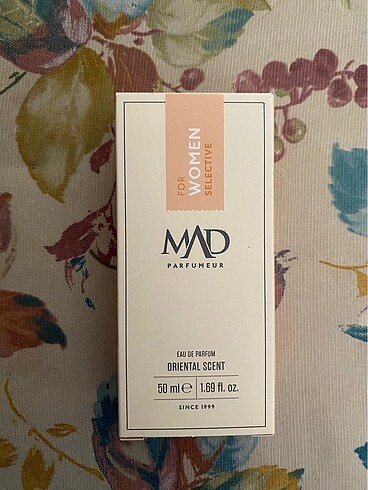 FOR
WOMEN
SELECTIVE
MAD
PARFUMEUR
EAU DE PARFUM
ORIENTAL SCENT
50 ml ℮ 1.69 fl. oz.
SINCE 1999